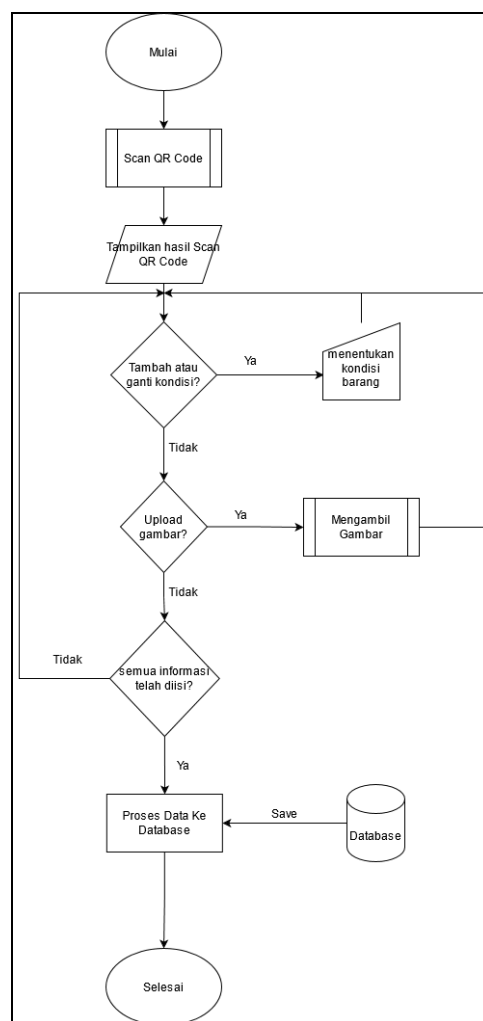 Mulai
Scan QR Code
Tampilkan hasil Scan
QR Code
Tambah atau
ganti kondisi?
Ya
menentukan
kondisi
barang
Tidak
Upload
gambar?
Ya
Mengambil
Gambar
Tidak
semua informasi
telah diisi?
Tidak
Ya
Proses Data Ke
Database
Save
Database
Selesai